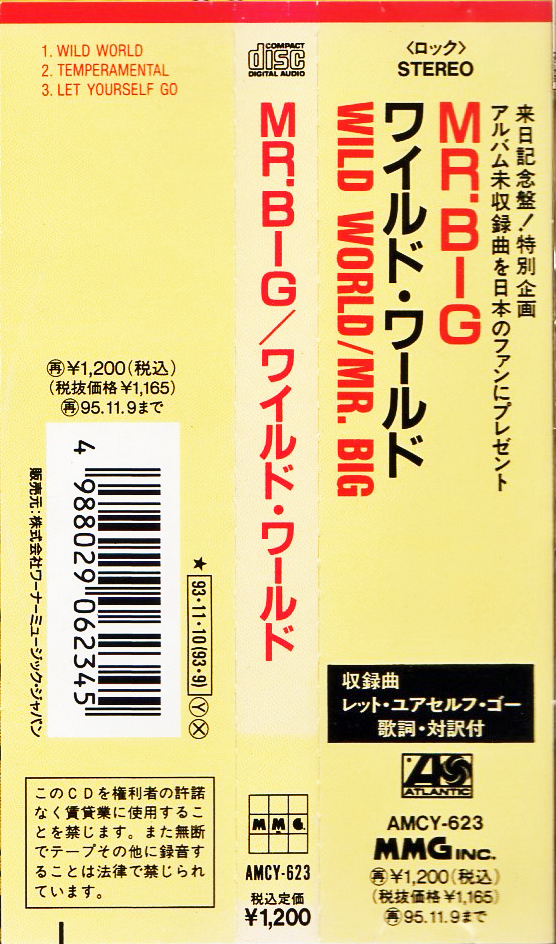 1. WILD WORLD
2. TEMPERAMENTAL
3. LET YOURSELF GO
再¥1,200(税込)
(税抜価格¥1,165)
再95.11.9まで
4 988029 062345
販売元:株式会社ワーナーミュージック・ジャパン
★93・11・10(93・9)YX
このCDを権利者の許諾
なく賃貸業に使用するこ
とを禁じます。また無断
でテープその他に録音す
ることは法律で禁じられ
ています。
COMPACT
disc
DIGITAL AUDIO
MR.BIG/ワイルド・ワールド
M M G.
AMCY-623
税込定価
¥1,200
〈ロック〉
STEREO
来日記念盤!特別企画
アルバム未収録曲を日本のファンにプレゼント
MR.BIG
ワイルド・ワールド
WILD WORLD/MR. BIG
収録曲
レット・ユアセルフ・ゴー
歌詞・対訳付
ATLANTIC
AMCY-623
MMG INC.
再¥1,200(税込)
(税抜価格¥1,165)
再95.11.9まで